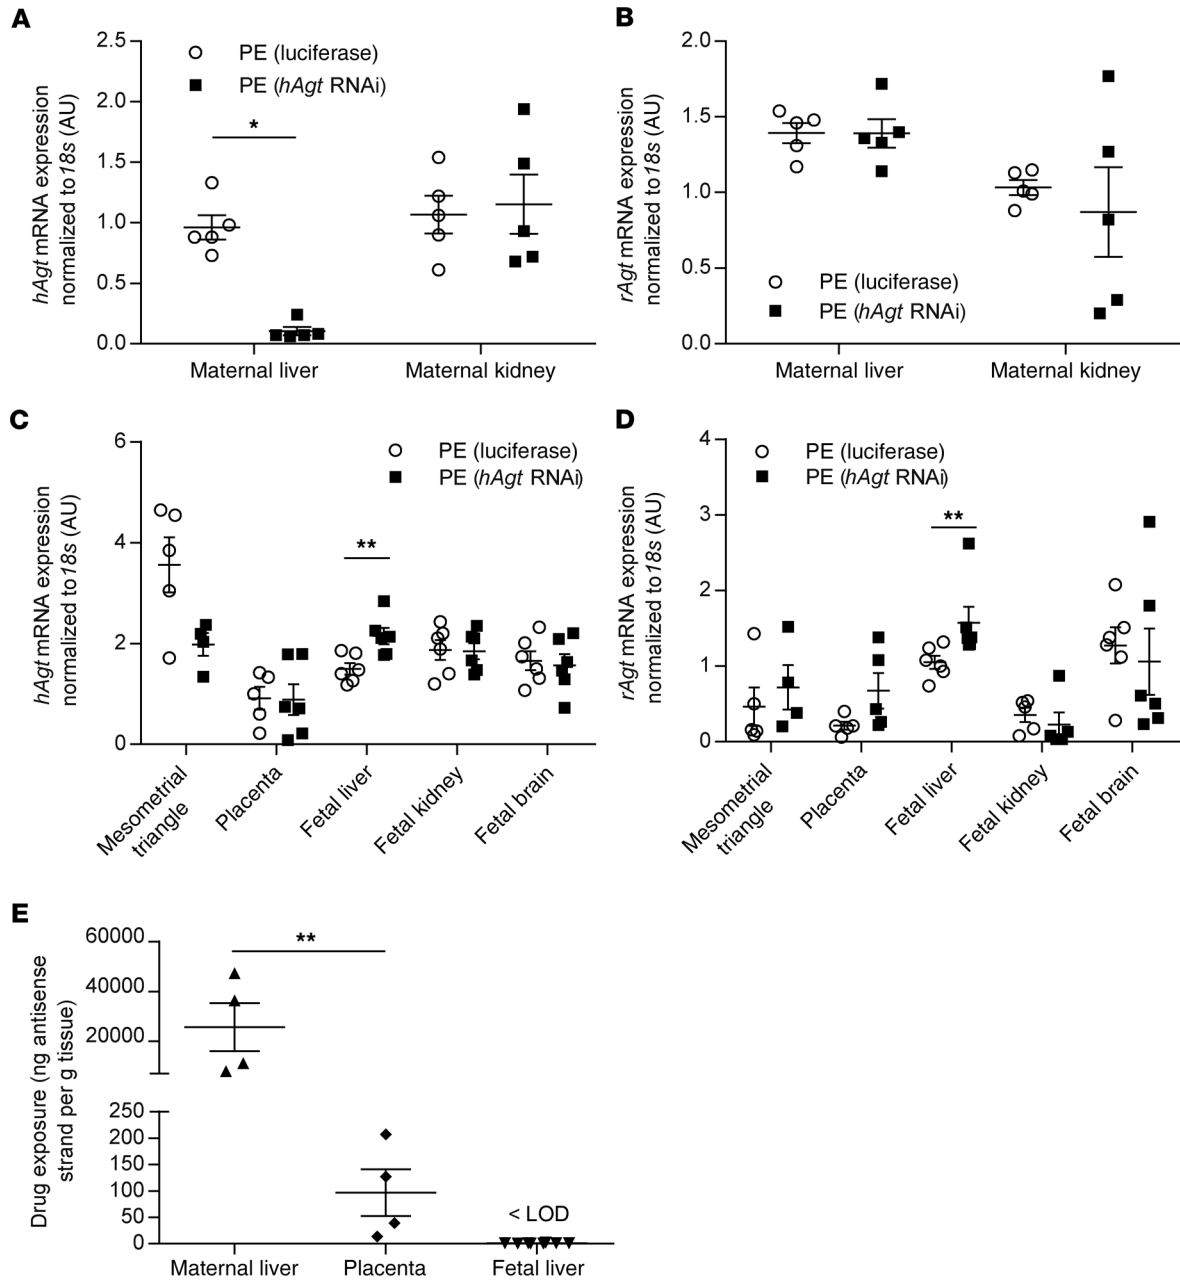 A
hAgt mRNA expression
normalized to 18s (AU)
2.5
2.0
1.5
1.0
0.5
0.0
PE (luciferase)
PE (hAgt RNAi)
*
Maternal liver
Maternal kidney
B
rAgt mRNA expression
normalized to 18s (AU)
2.0
1.5
1.0
0.5
0.0
PE (luciferase)
PE (hAgt RNAi)
Maternal liver
Maternal kidney
C
hAgt mRNA expression
normalized to 18s (AU)
6
4
2
0
PE (luciferase)
PE (hAgt RNAi)
**
Mesometrial
triangle
Placenta
Fetal liver
Fetal kidney
Fetal brain
D
rAgt mRNA expression
normalized to 18s (AU)
4
3
2
1
0
PE (luciferase)
PE (hAgt RNAi)
**
Mesometrial
triangle
Placenta
Fetal liver
Fetal kidney
Fetal brain
E
Drug exposure (ng antisense
strand per g tissue)
60000
40000
20000
250
200
150
100
50
0
**
< LOD
Maternal liver
Placenta
Fetal liver